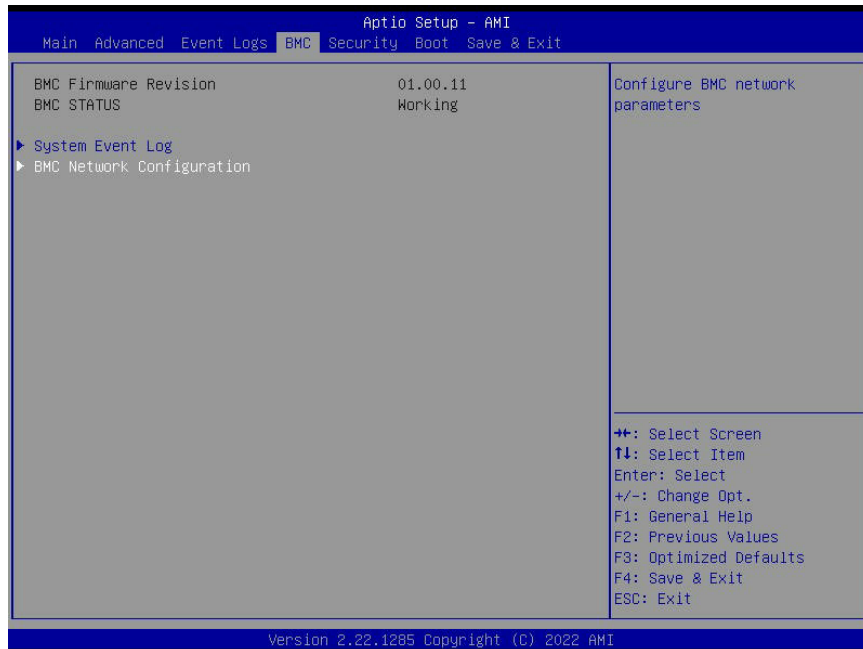 Aptio Setup - AMI
Main Advanced Event Logs BMC Security Boot Save & Exit
BMC Firmware Revision 01.00.11
BMC STATUS Working
System Event Log
BMC Network Configuration
Configure BMC network
parameters
→←: Select Screen
↑↓: Select Item
Enter: Select
+/-: Change Opt.
F1: General Help
F2: Previous Values
F3: Optimized Defaults
F4: Save & Exit
ESC: Exit
Version 2.22.1285 Copyright (C) 2022 AMI